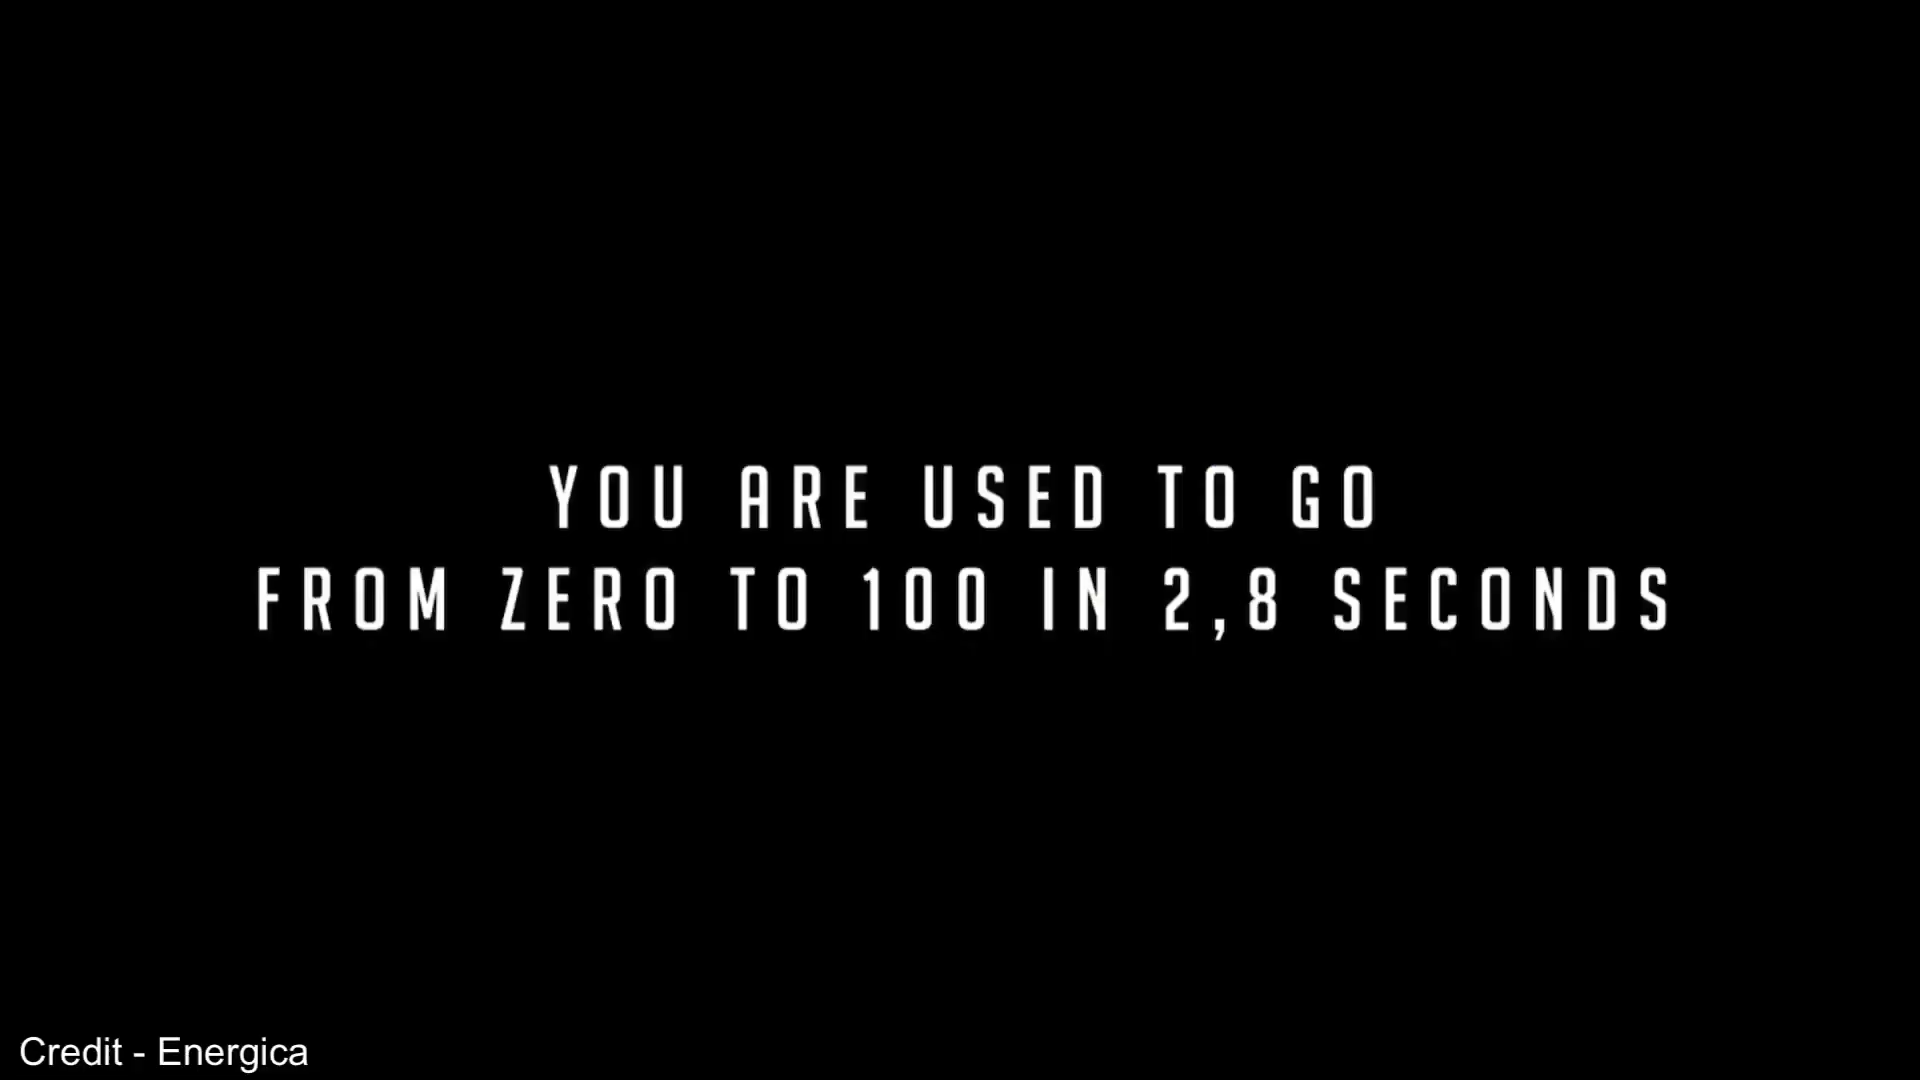 YOU ARE USED TO GO
FROM ZERO TO 100 IN 2,8 SECONDS
Credit - Energica